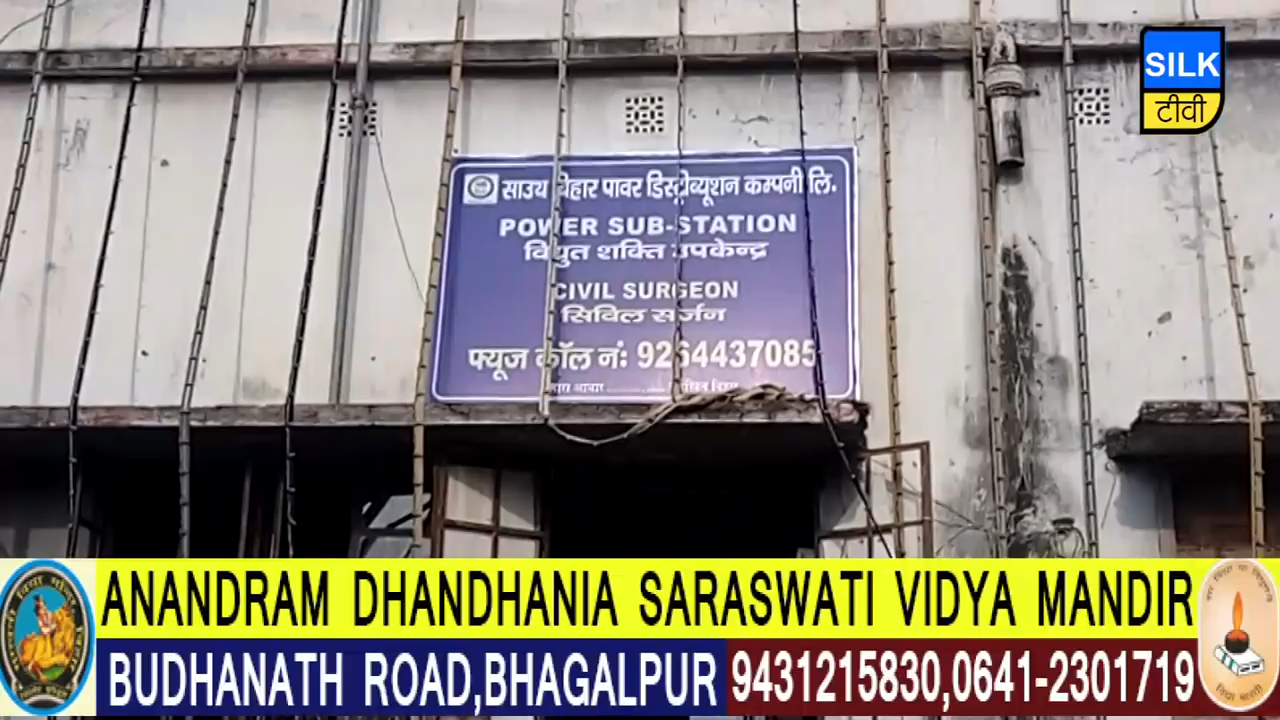 SILK
टीवी
साउथ बिहार पावर डिस्ट्रीब्यूशन कम्पनी लि.
POWER SUB-STATION
विद्युत शक्ति उपकेन्द्र
CIVIL SURGEON
सिविल सर्जन
फ्यूज कॉल नं: 9264437085
ANANDRAM DHANDHANIA SARASWATI VIDYA MANDIR
BUDHANATH ROAD,BHAGALPUR
9431215830,0641-2301719